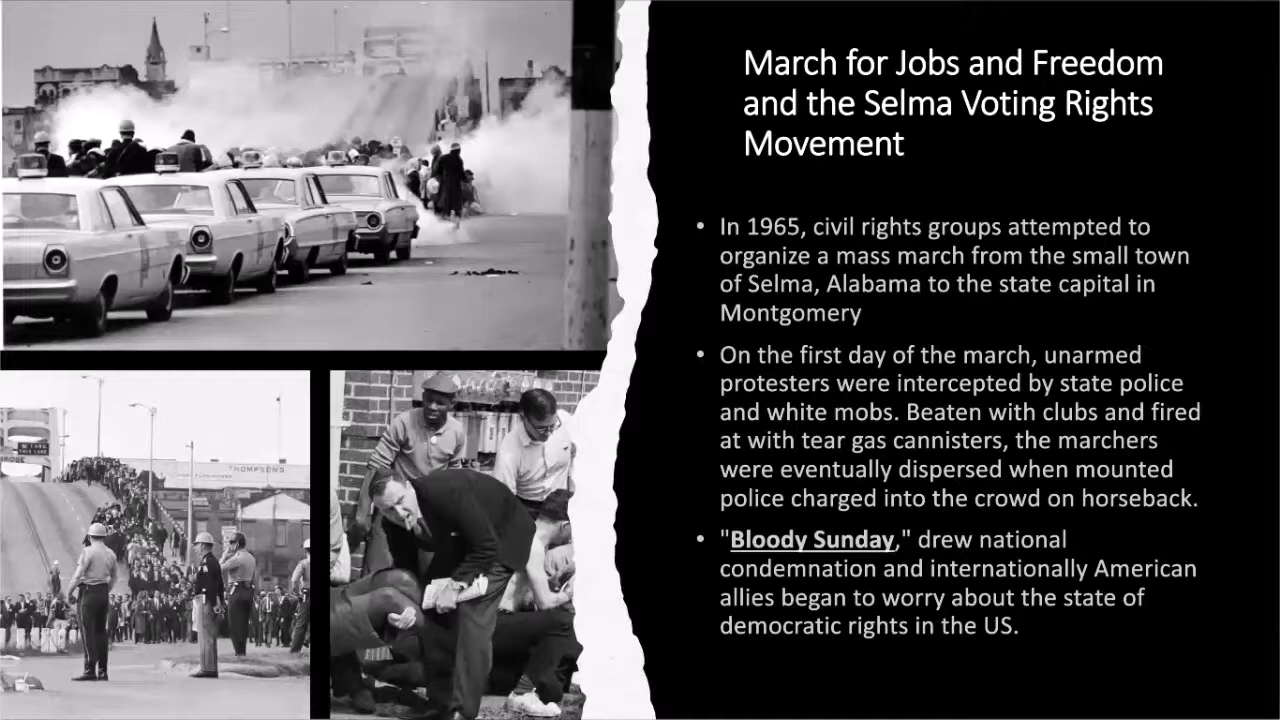 March for Jobs and Freedom
and the Selma Voting Rights
Movement
• In 1965, civil rights groups attempted to
organize a mass march from the small town
of Selma, Alabama to the state capital in
Montgomery
• On the first day of the march, unarmed
protesters were intercepted by state police
and white mobs. Beaten with clubs and fired
at with tear gas cannisters, the marchers
were eventually dispersed when mounted
police charged into the crowd on horseback.
• "Bloody Sunday," drew national
condemnation and internationally American
allies began to worry about the state of
democratic rights in the US.
THOMPSONS